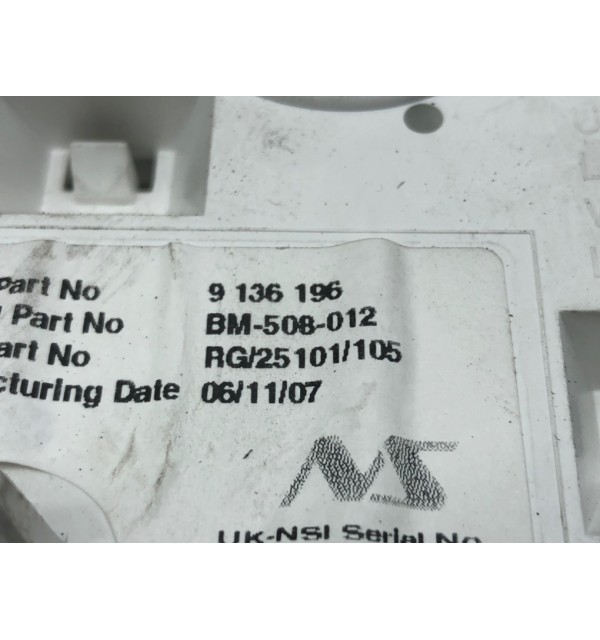 Part No 9 136 196
Part No BM-508-012
art No RG/25101/105
cturing Date 06/11/07
NS
UK-NSI Serial No